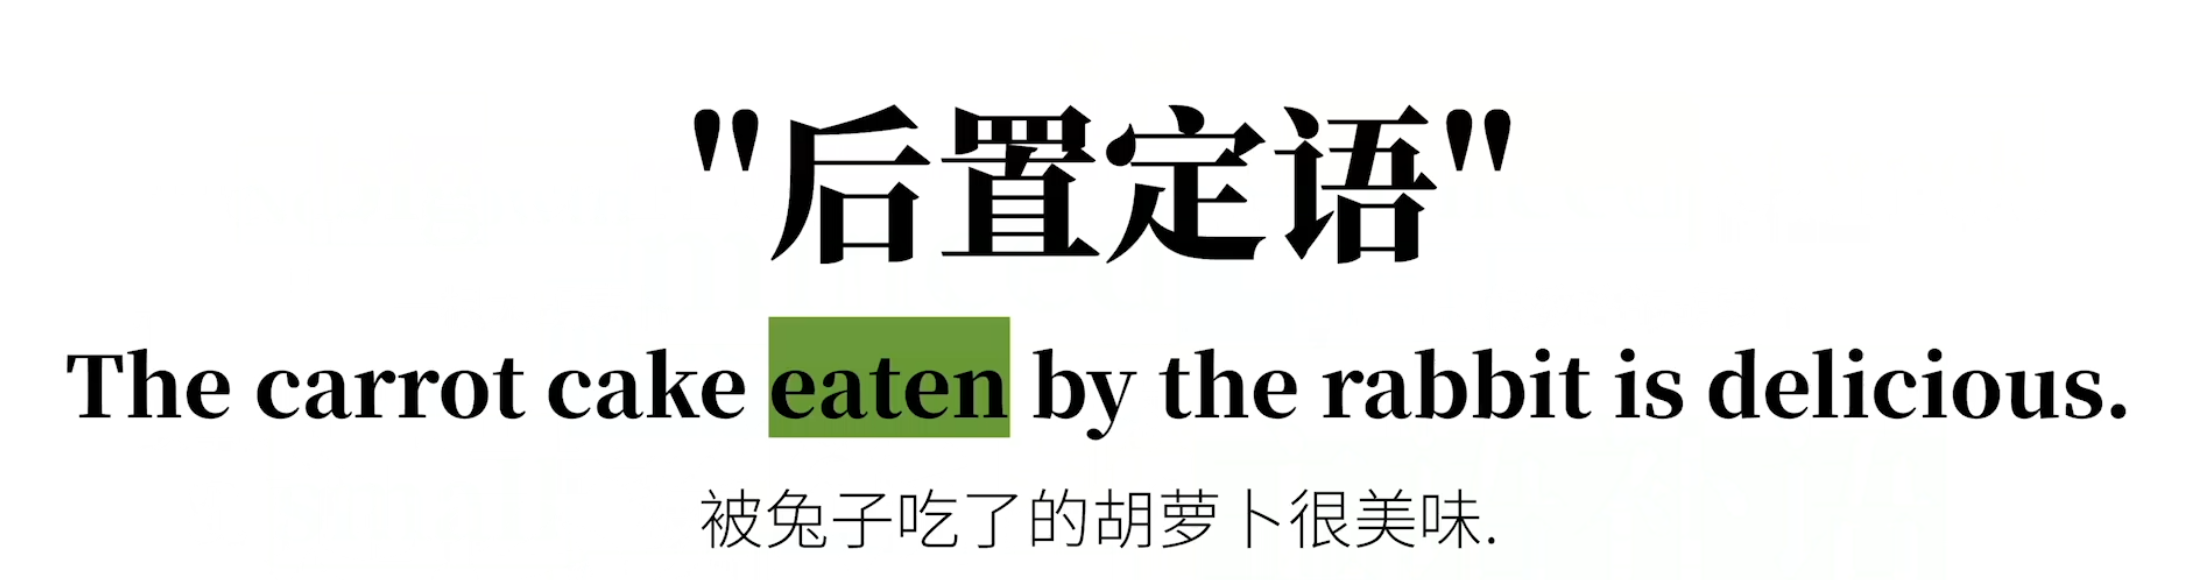 "后置定语"
The carrot cake eaten by the rabbit is delicious.
被兔子吃了的胡萝卜很美味.